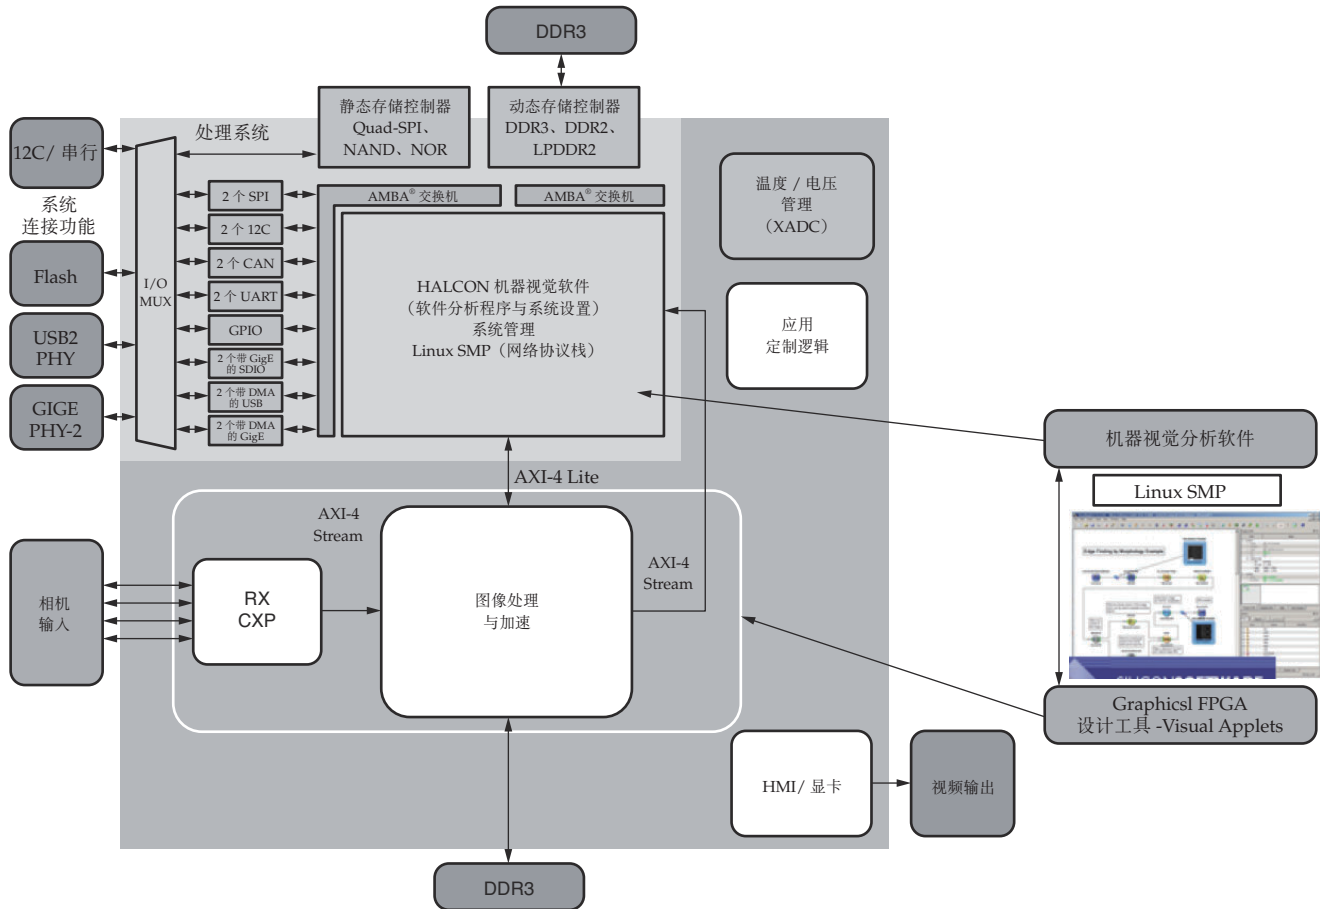 DDR3
静态存储控制器
Quad-SPI、
NAND、NOR
动态存储控制器
DDR3、DDR2、
LPDDR2
处理系统
12C/ 串行
系统
连接功能
Flash
USB2
PHY
GIGE
PHY-2
I/O
MUX
2 个 SPI
2 个 12C
2 个 CAN
2 个 UART
GPIO
2 个带 GigE
的 SDIO
2 个带 DMA
的 USB
2 个带 DMA
的 GigE
AMBA® 交换机
AMBA® 交换机
HALCON 机器视觉软件
（软件分析程序与系统设置）
系统管理
Linux SMP（网络协议栈）
温度 / 电压
管理
（XADC）
应用
定制逻辑
机器视觉分析软件
Linux SMP
Edge Finding by Morphology Example
Graphicsl FPGA
设计工具 -Visual Applets
AXI-4 Lite
AXI-4
Stream
AXI-4
Stream
相机
输入
RX
CXP
图像处理
与加速
HMI/ 显卡
视频输出
DDR3